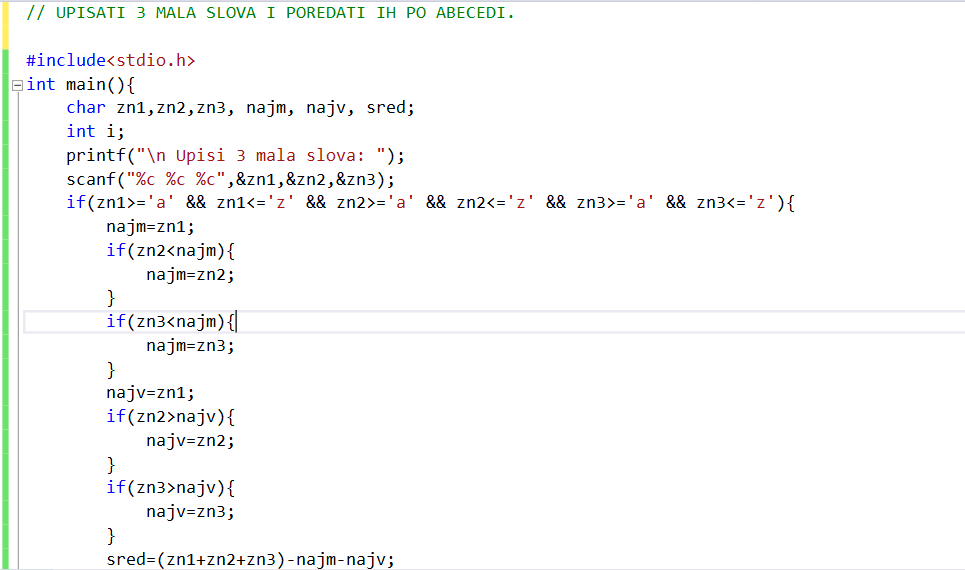 // UPISATI 3 MALA SLOVA I POREDATI IH PO ABECEDI.
#include<stdio.h>
int main(){
char zn1,zn2,zn3, najm, najv, sred;
int i;
printf("\n Upisi 3 mala slova: ");
scanf("%c %c %c",&zn1,&zn2,&zn3);
if(zn1>='a' && zn1<='z' && zn2>='a' && zn2<='z' && zn3>='a' && zn3<='z'){
najm=zn1;
if(zn2<najm){
najm=zn2;
}
if(zn3<najm){
najm=zn3;
}
najv=zn1;
if(zn2>najv){
najv=zn2;
}
if(zn3>najv){
najv=zn3;
}
sred=(zn1+zn2+zn3)-najm-najv;